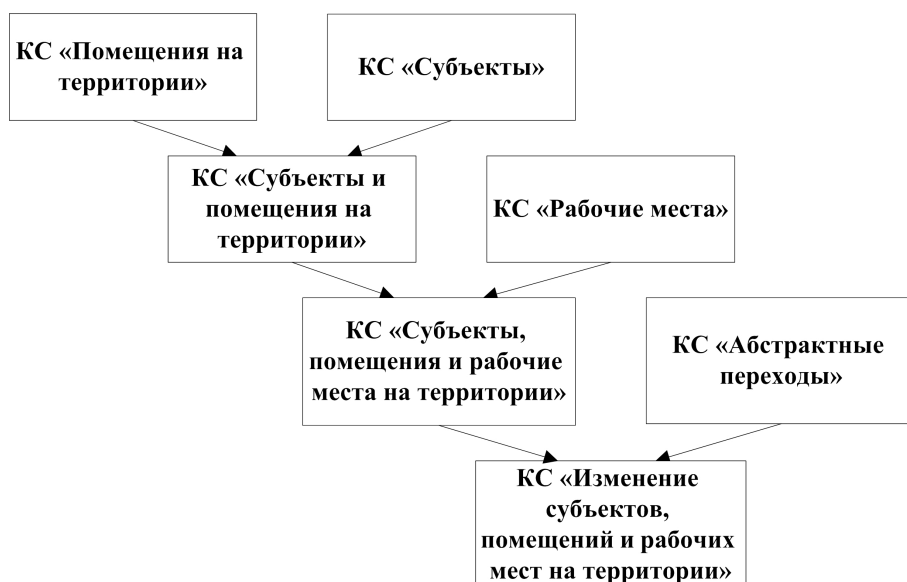 КС «Помещения на
территории»
КС «Субъекты»
КС «Субъекты и
помещения на
территории»
КС «Рабочие места»
КС «Субъекты,
помещения и рабочие
места на территории»
КС «Абстрактные
переходы»
КС «Изменение
субъектов,
помещений и рабочих
мест на территории»